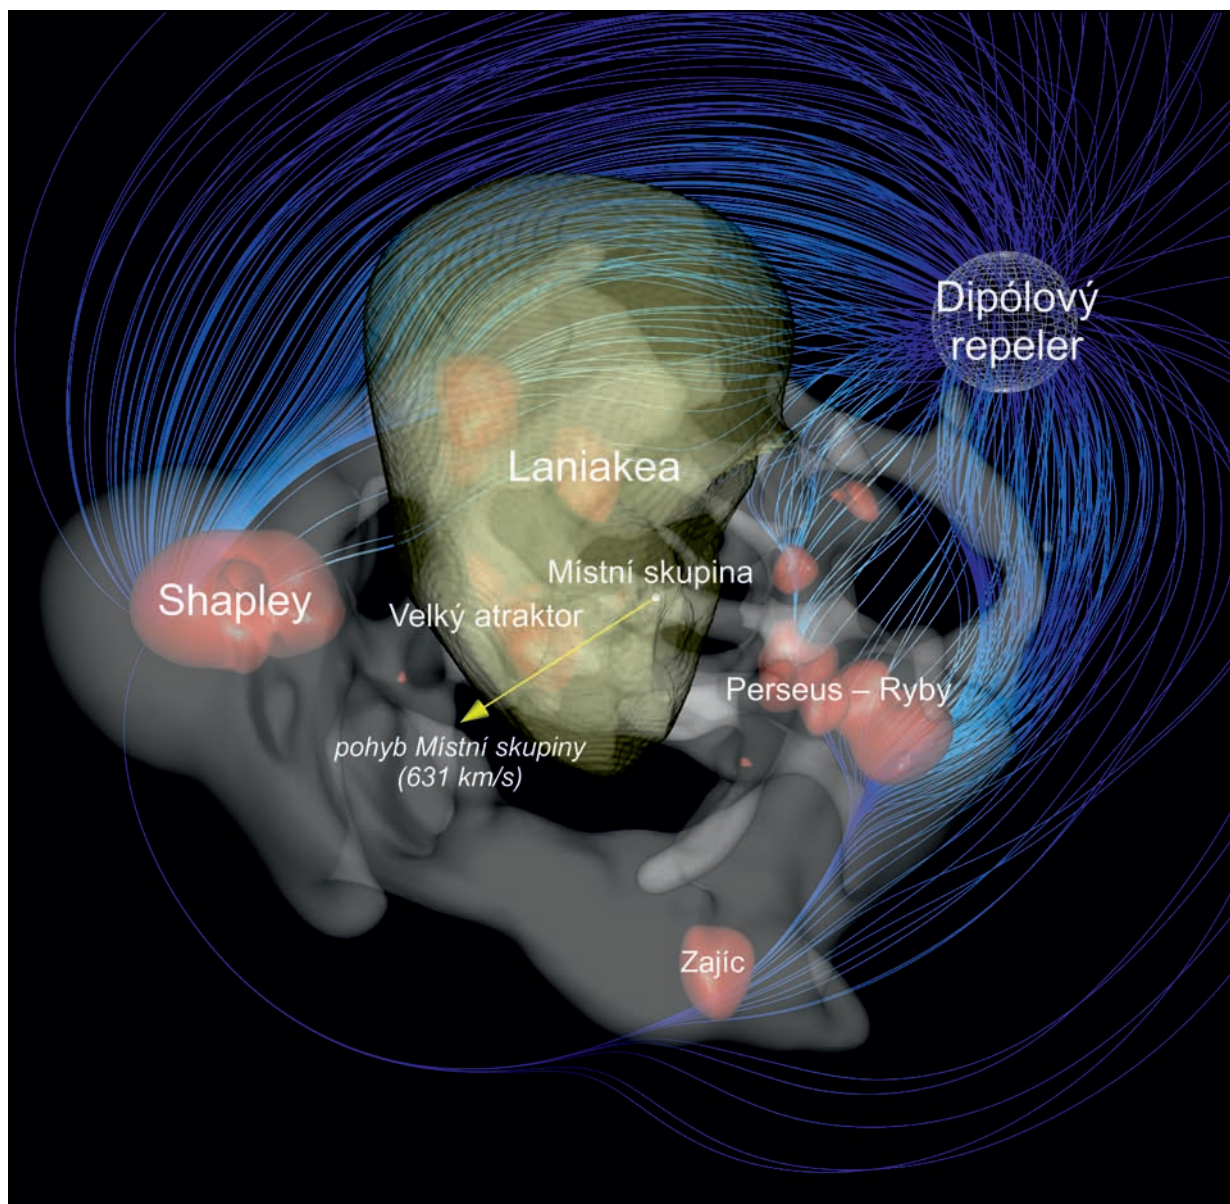 Dipólový
repeler
Laniakea
Místní skupina
Shapley
Velký atraktor
Perseus – Ryby
pohyb Místní skupiny
(631 km/s)
Zajíc